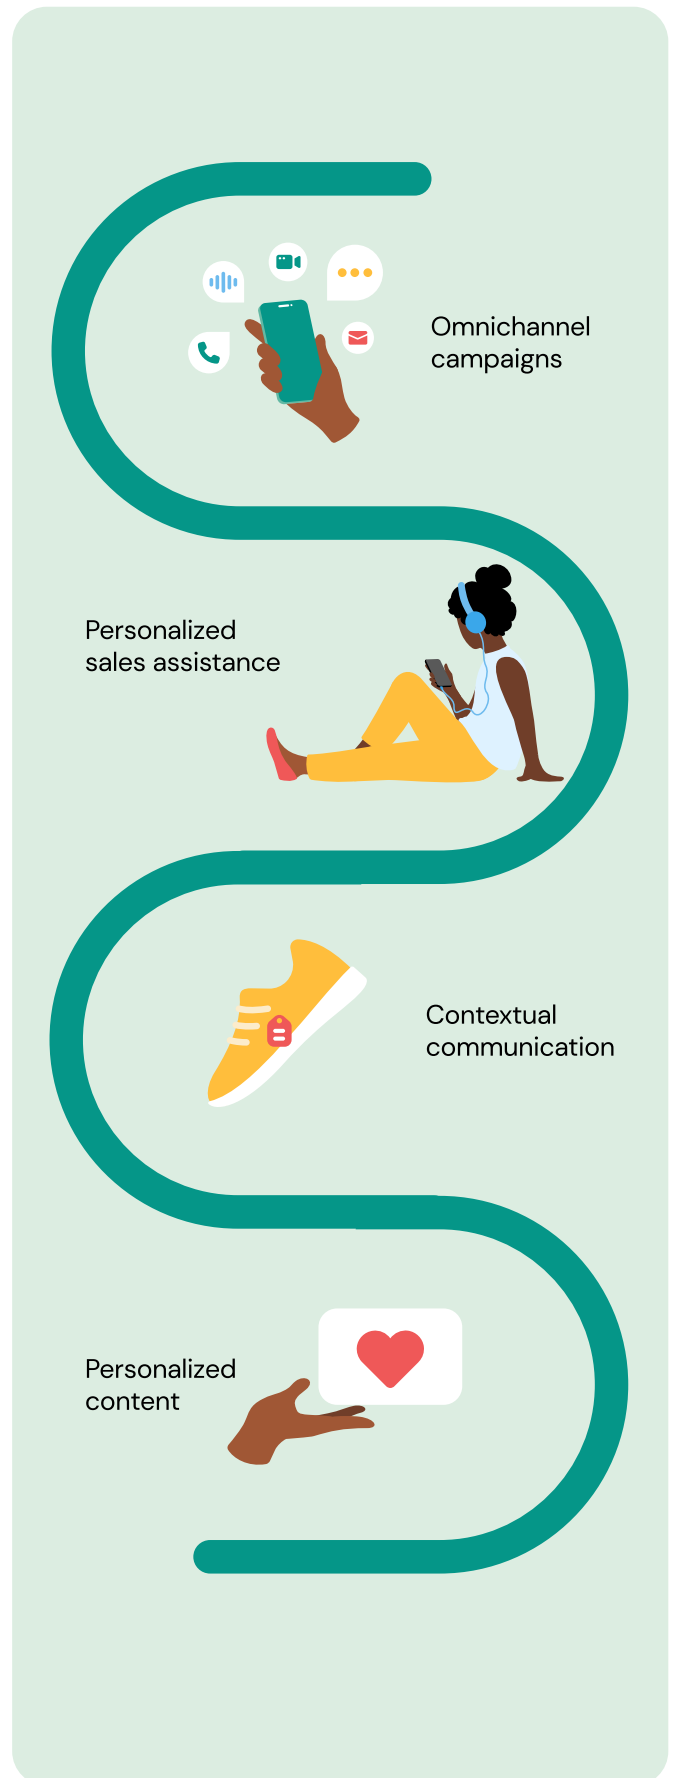 Omnichannel
campaigns
Personalized
sales assistance
Contextual
communication
Personalized
content